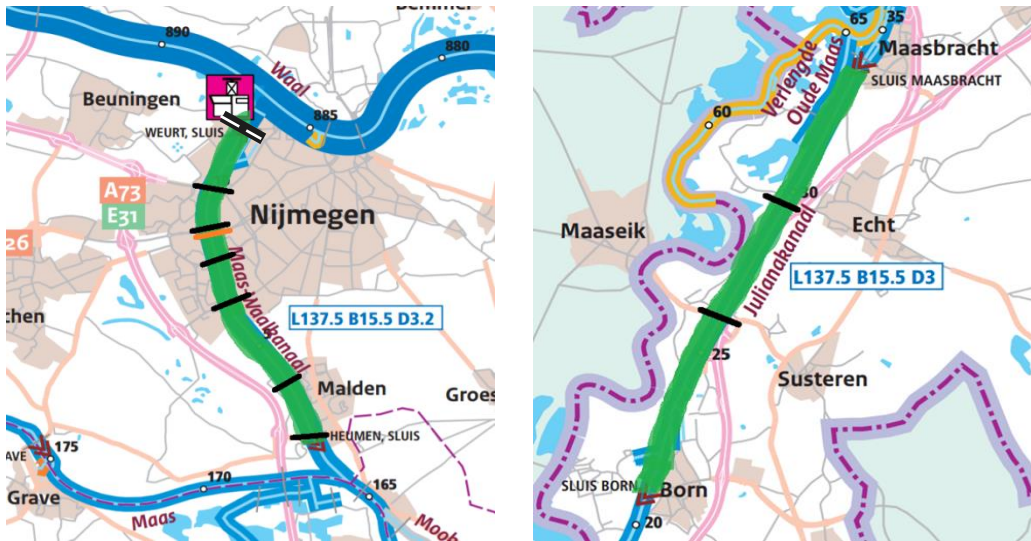 890
Waal
880
Beuningen
885
WEURT, SLUIS
A73
E31
Nijmegen
26
Maas-Waalkanaal
chen
L137.5 B15.5 D3.2
Malden
Groes
HEUMEN, SLUIS
175
AVE
170
165
Grave
Maas
Mook
65
35
Maasbracht
SLUIS MAASBRACHT
Verlengde
Oude Maas
60
30
Maaseik
Echt
Julianakanaal
L137.5 B15.5 D3
25
Susteren
SLUIS BORN
Born
20